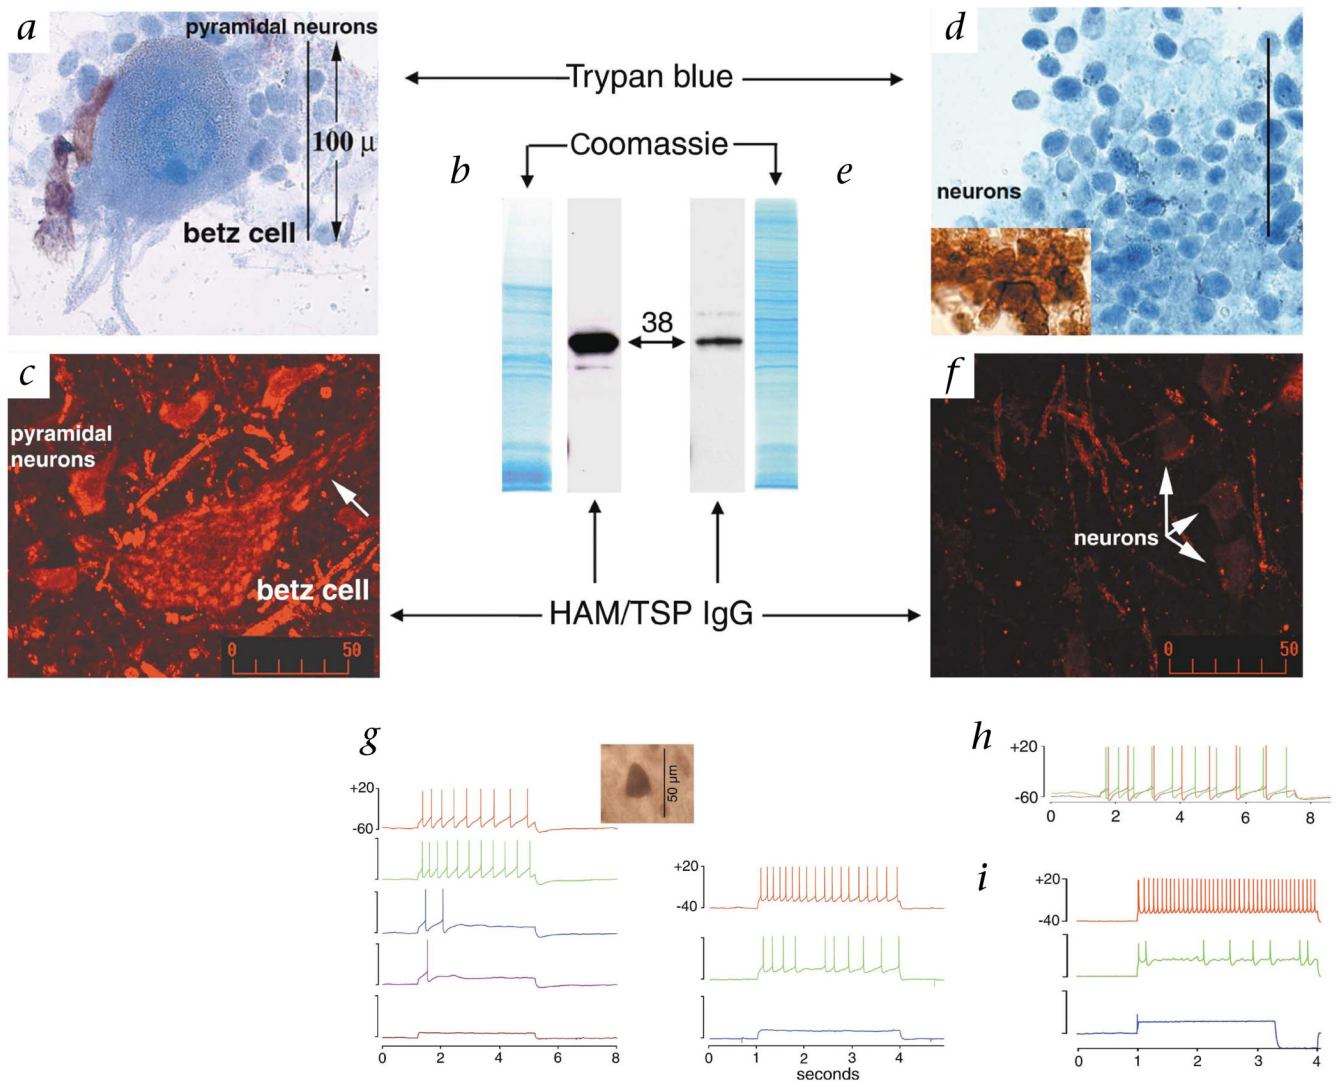 a
pyramidal neurons
100 μ
betz cell
Trypan blue
Coomassie
b
e
38
d
neurons
c
pyramidal
neurons
betz cell
0 50
HAM/TSP IgG
f
neurons
0 50
g
50 μm
+20
-60
0 2 4 6 8
+20
-40
0 1 2 3 4
seconds
h
+20
-60
0 2 4 6 8
i
+20
-40
0 1 2 3 4